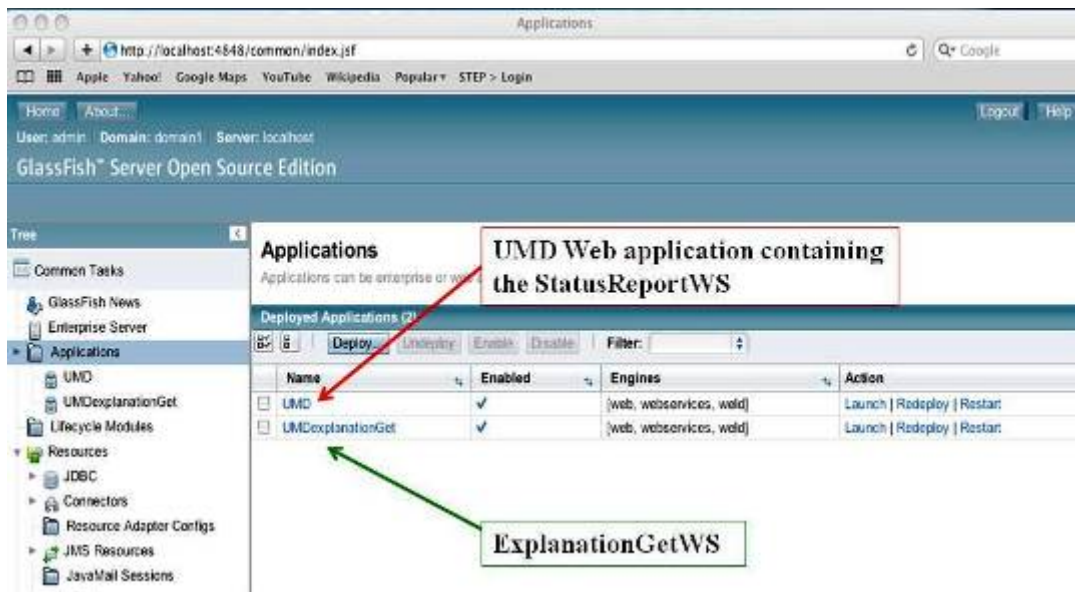 Applications
http://localhost:4848/common/index.jsf
Google
Apple Yahoo! Google Maps YouTube Wikipedia Popular STEP > Login
Home About... Logout Help
User: admin Domain: domain1 Server: localhost
GlassFish™ Server Open Source Edition
Tree
Common Tasks
GlassFish News
Enterprise Server
Applications
UMD
UMDexplanationGet
Lifecycle Modules
Resources
JDBC
Connectors
Resource Adapter Configs
JMS Resources
JavaMail Sessions
Applications
Applications can be enterprise or
UMD Web application containing
the StatusReportWS
Deployed Applications (2)
Deploy... Undeploy Enable Disable Filter:
Name Enabled Engines Action
UMD [web, webservices, weld] Launch | Redeploy | Restart
UMDexplanationGet [web, webservices, weld] Launch | Redeploy | Restart
ExplanationGetWS